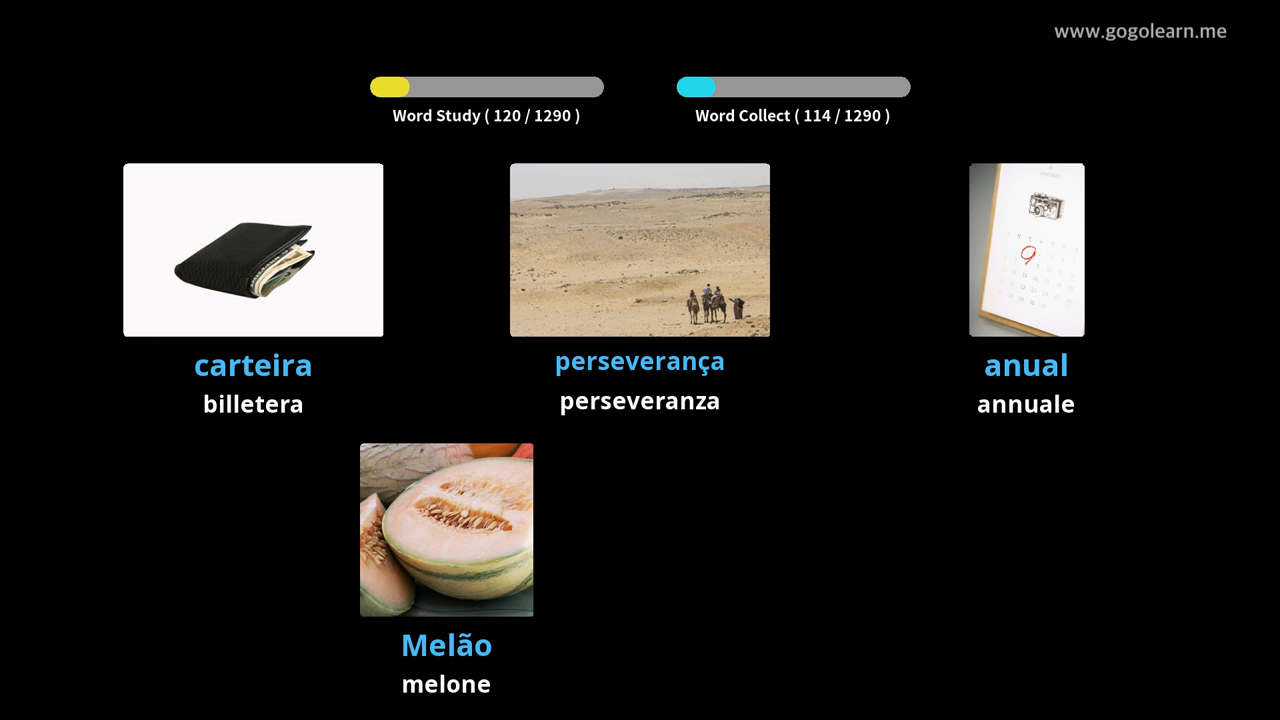 www.gogolearn.me
Word Study ( 120 / 1290 )
Word Collect ( 114 / 1290 )
carteira
billetera
perseverança
perseveranza
anual
annuale
Melão
melone